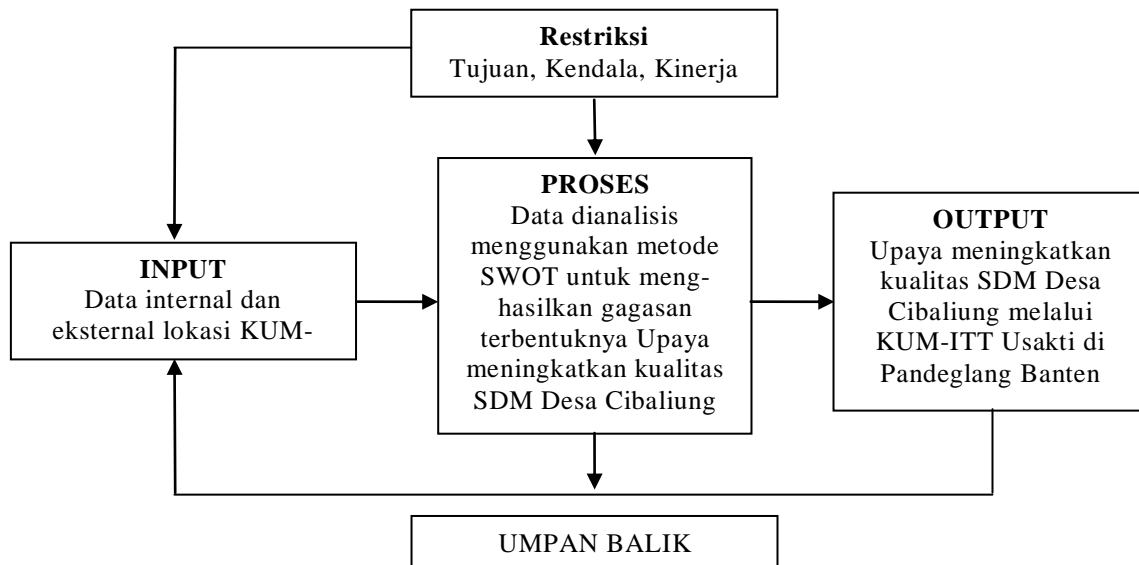 Restriksi
Tujuan, Kendala, Kinerja
INPUT
Data internal dan
eksternal lokasi KUM-
PROSES
Data dianalisis
menggunakan metode
SWOT untuk meng-
hasilkan gagasan
terbentuknya Upaya
meningkatkan kualitas
SDM Desa Cibaliung
OUTPUT
Upaya meningkatkan
kualitas SDM Desa
Cibaliung melalui
KUM-ITT Usakti di
Pandeglang Banten
UMPAN BALIK